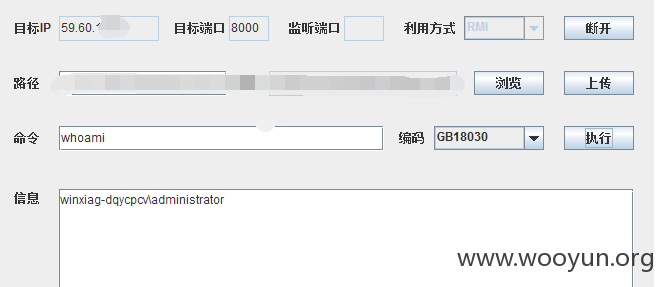 目标IP 59.60. 目标端口 8000 监听端口 利用方式 RMI 断开
路径 浏览 上传
命令 whoami 编码 GB18030 执行
信息 winxiag-dqycpcv\administrator
www.wooyun.org